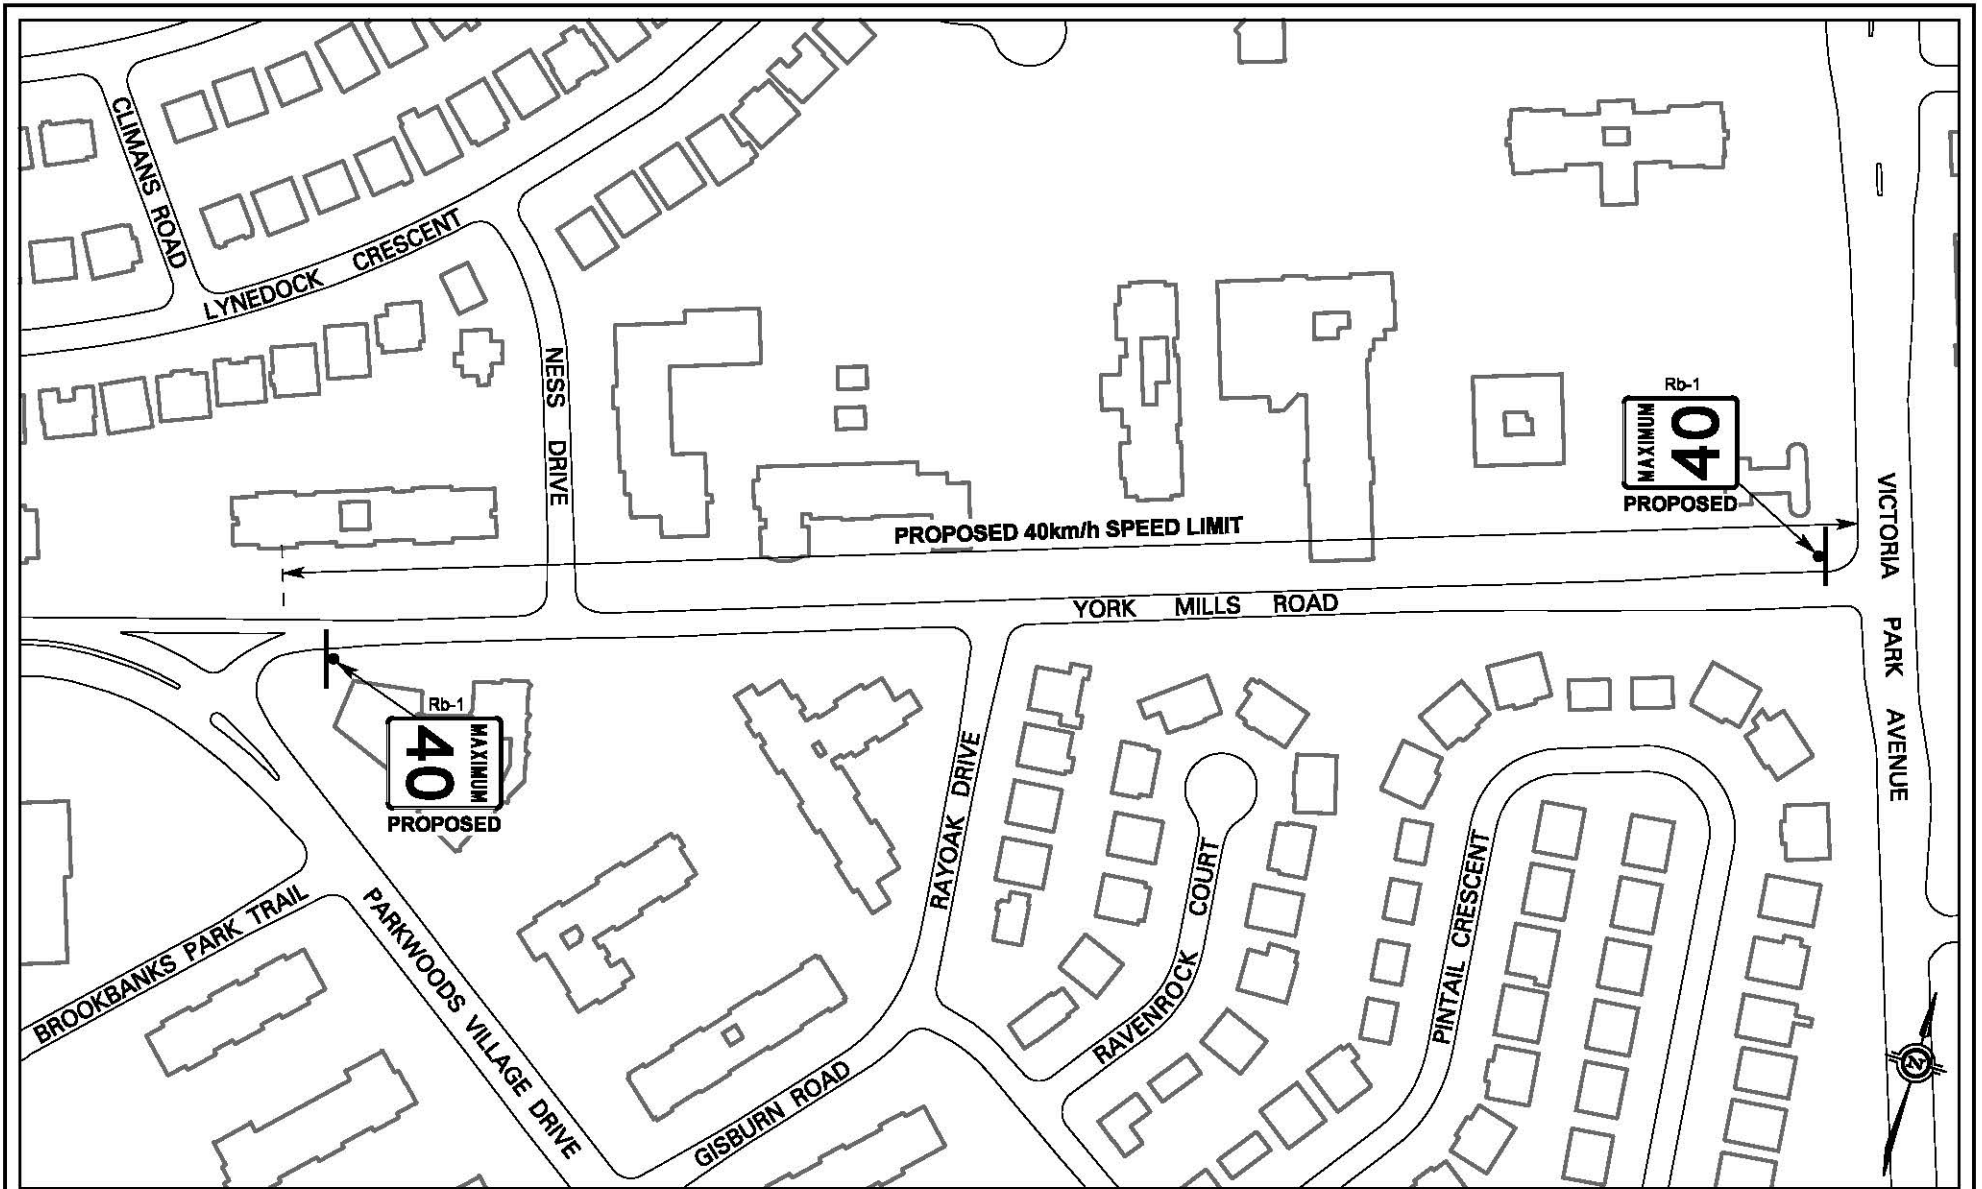 CLIMANS ROAD
LYNEDOCK CRESCENT
NESS DRIVE
Rb-1
MAXIMUM
40
PROPOSED
PROPOSED 40km/h SPEED LIMIT
YORK MILLS ROAD
VICTORIA PARK AVENUE
Rb-1
MAXIMUM
40
PROPOSED
RAYOAK DRIVE
RAVENROCK COURT
PINTAIL CRESCENT
BROOKBANKS PARK TRAIL
PARKWOODS VILLAGE DRIVE
GISBURN ROAD
N